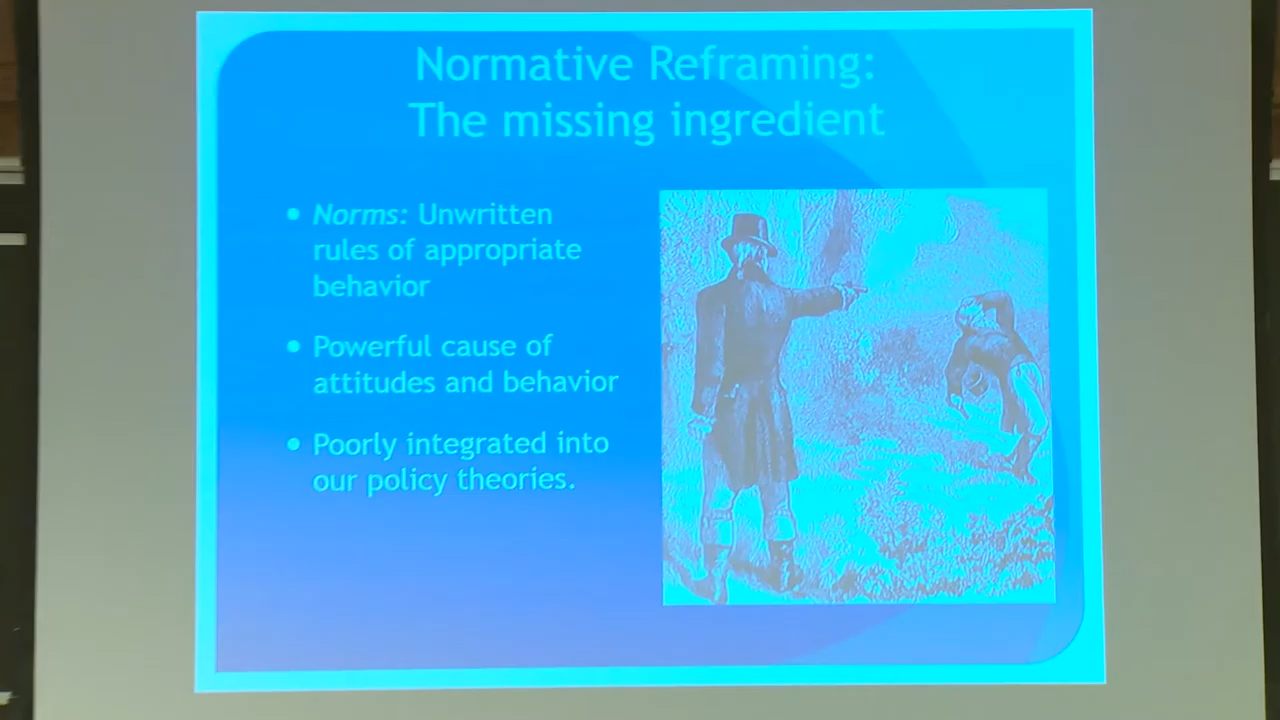 Normative Reframing:
The missing ingredient
• Norms: Unwritten
rules of appropriate
behavior
• Powerful cause of
attitudes and behavior
• Poorly integrated into
our policy theories.